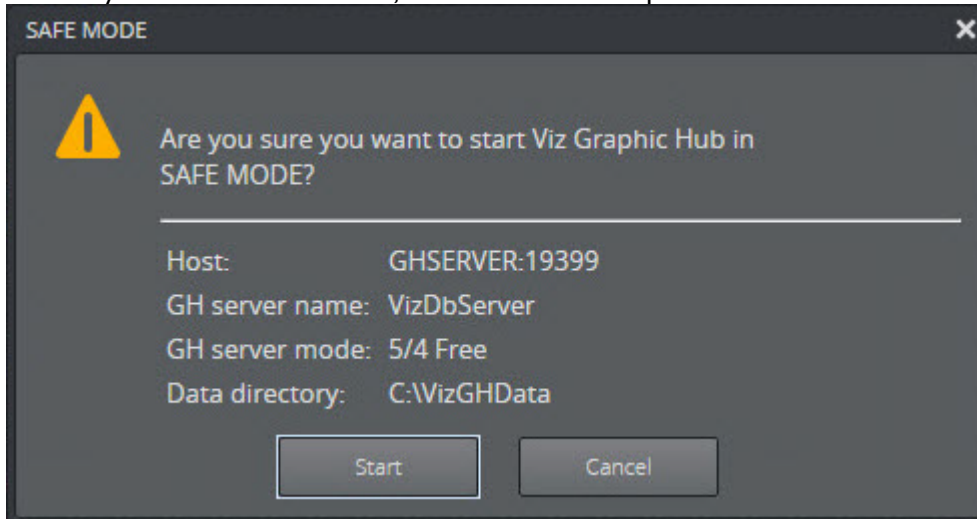 SAFE MODE
Are you sure you want to start Viz Graphic Hub in
SAFE MODE?
Host: GHSERVER:19399
GH server name: VizDbServer
GH server mode: 5/4 Free
Data directory: C:\VizGHData
Start Cancel